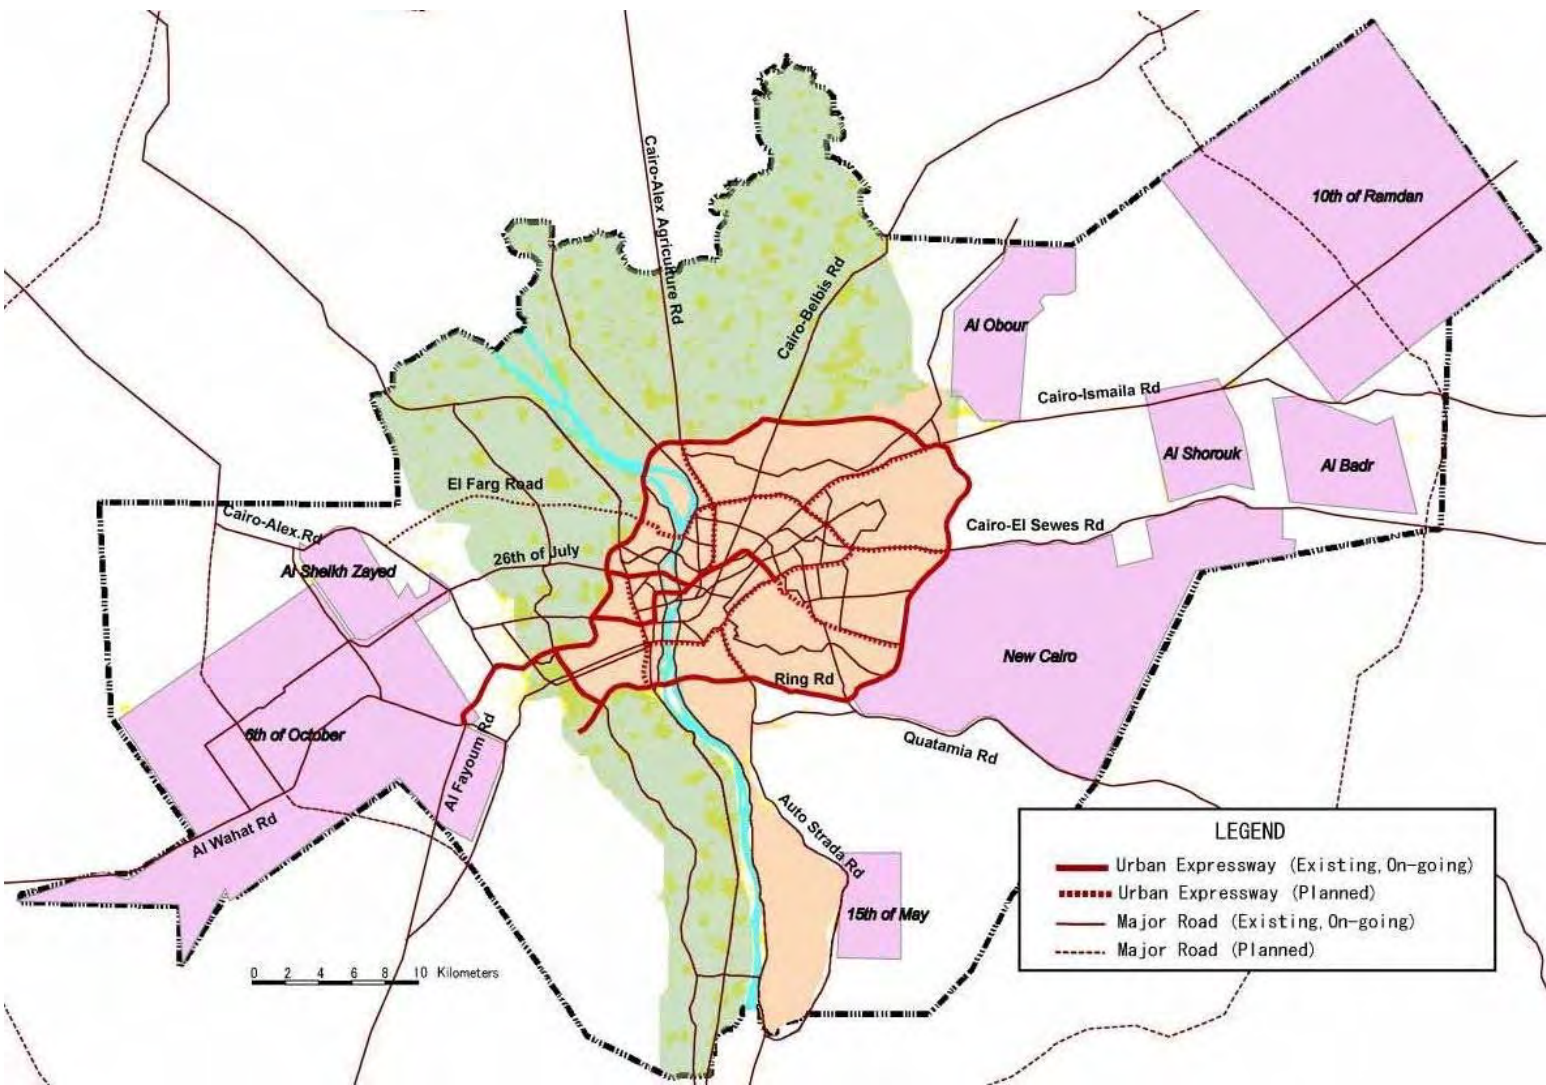 Cairo-Alex Agriculture Rd
10th of Ramdan
Cairo-Belbis Rd
Al Obour
Cairo-Ismaila Rd
Al Shorouk
Al Badr
El Farg Road
Cairo-Alex.Rd
26th of July
Cairo-El Sewes Rd
Al Sheikh Zayed
New Cairo
Ring Rd
6th of October
Al Fayoum Rd
Quatamia Rd
Al Wahat Rd
Auto Strada Rd
15th of May
LEGEND
Urban Expressway (Existing,On-going)
Urban Expressway (Planned)
Major Road (Existing,On-going)
Major Road (Planned)
0 2 4 6 8 10 Kilometers